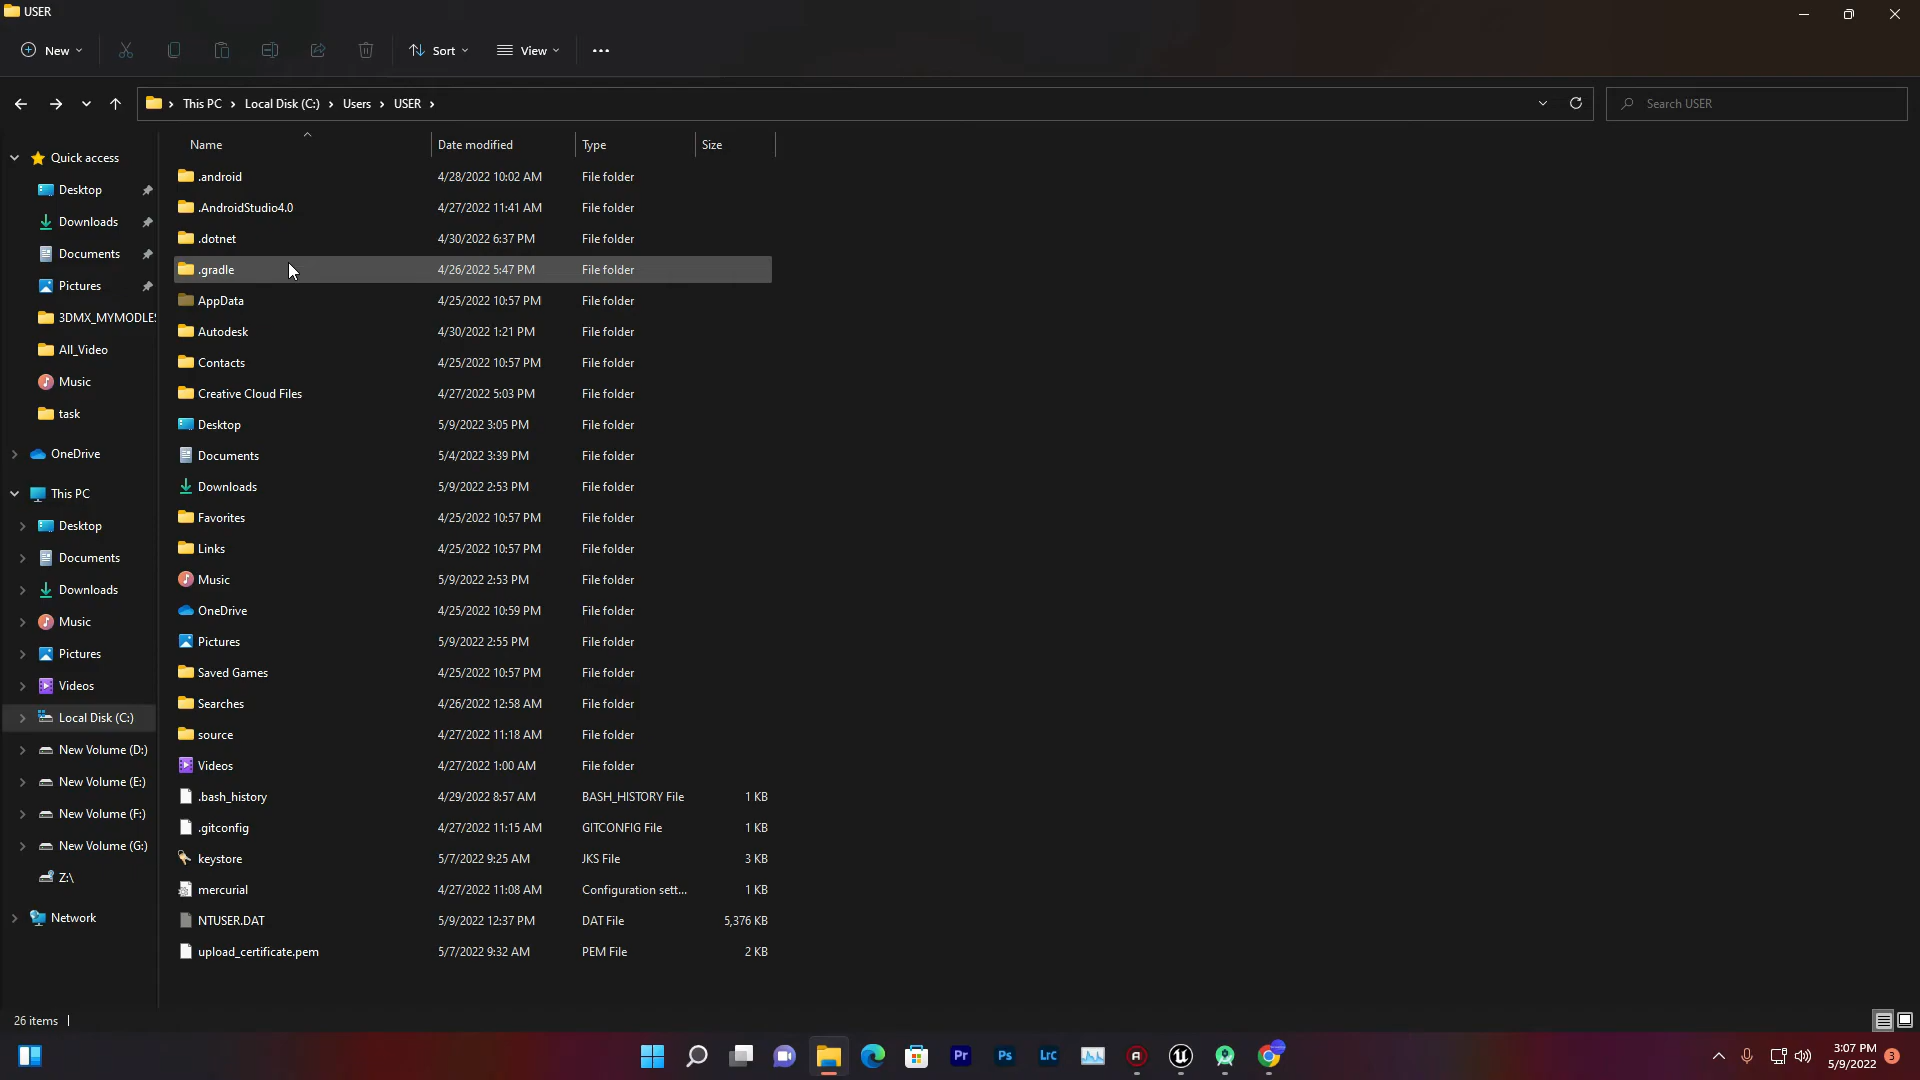 USER
New
Sort
View
This PC
Local Disk (C:)
Users
USER
Search USER
Name Date modified Type Size
Quick access
Desktop
Downloads
Documents
Pictures
3DMX_MYMODLE
All_Video
Music
task
OneDrive
This PC
Desktop
Documents
Downloads
Music
Pictures
Videos
Local Disk (C:)
New Volume (D:)
New Volume (E:)
New Volume (F:)
New Volume (G:)
Z:\
Network
.android 4/28/2022 10:02 AM File folder
.AndroidStudio4.0 4/27/2022 11:41 AM File folder
.dotnet 4/30/2022 6:37 PM File folder
.gradle 4/26/2022 5:47 PM File folder
AppData 4/25/2022 10:57 PM File folder
Autodesk 4/30/2022 1:21 PM File folder
Contacts 4/25/2022 10:57 PM File folder
Creative Cloud Files 4/27/2022 5:03 PM File folder
Desktop 5/9/2022 3:05 PM File folder
Documents 5/4/2022 3:39 PM File folder
Downloads 5/9/2022 2:53 PM File folder
Favorites 4/25/2022 10:57 PM File folder
Links 4/25/2022 10:57 PM File folder
Music 5/9/2022 2:53 PM File folder
OneDrive 4/25/2022 10:59 PM File folder
Pictures 5/9/2022 2:55 PM File folder
Saved Games 4/25/2022 10:57 PM File folder
Searches 4/26/2022 12:58 AM File folder
source 4/27/2022 11:18 AM File folder
Videos 4/27/2022 1:00 AM File folder
.bash_history 4/29/2022 8:57 AM BASH_HISTORY File 1 KB
.gitconfig 4/27/2022 11:15 AM GITCONFIG File 1 KB
keystore 5/7/2022 9:25 AM JKS File 3 KB
mercurial 4/27/2022 11:08 AM Configuration sett... 1 KB
NTUSER.DAT 5/9/2022 12:37 PM DAT File 5,376 KB
upload_certificate.pem 5/7/2022 9:32 AM PEM File 2 KB
26 items
Pr
Ps
LrC
3:07 PM
5/9/2022
3